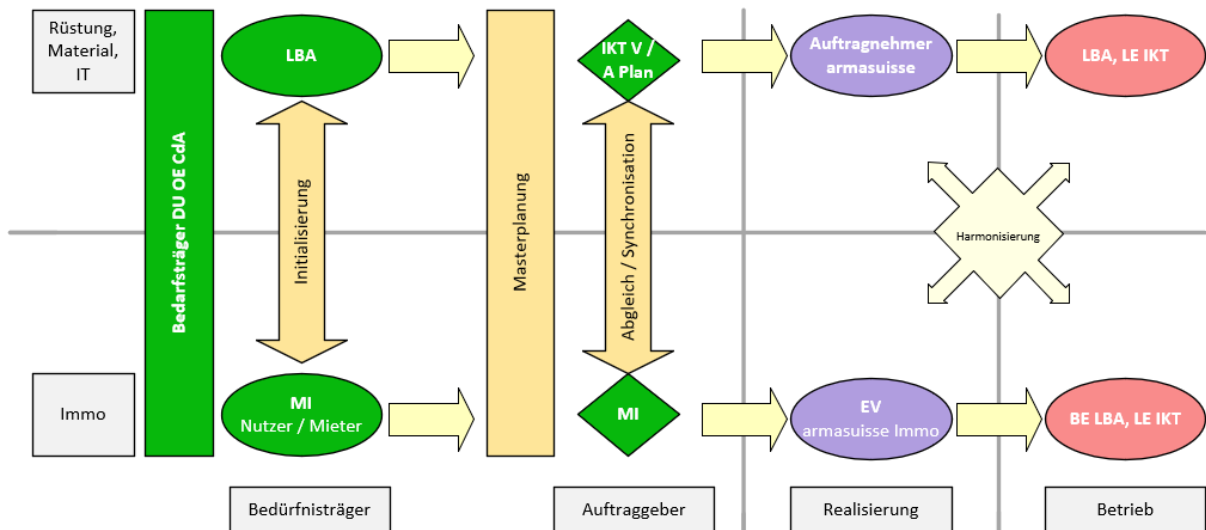 Rüstung,
Material,
IT
Bedarfsträger DU OE CdA
LBA
Initialisierung
Masterplanung
IKT V /
A Plan
Abgleich / Synchronisation
Auftragnehmer
armasuisse
LBA, LE IKT
Harmonisierung
Immo
MI
Nutzer / Mieter
MI
EV
armasuisse Immo
BE LBA, LE IKT
Bedürfnisträger
Auftraggeber
Realisierung
Betrieb